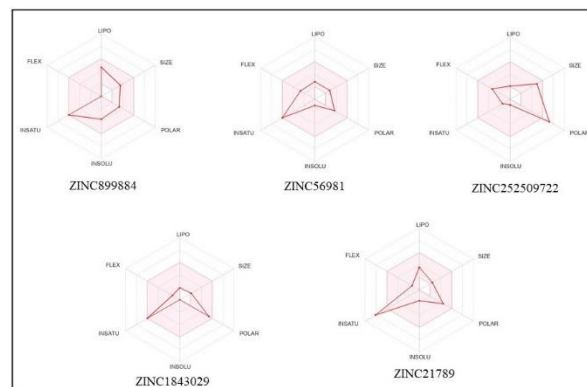 LIPO
FLEX
SIZE
INSATU
POLAR
INSOLU
ZINC899884
LIPO
FLEX
SIZE
INSATU
POLAR
INSOLU
ZINC56981
LIPO
FLEX
SIZE
INSATU
POLAR
INSOLU
ZINC252509722
LIPO
FLEX
SIZE
INSATU
POLAR
INSOLU
ZINC1843029
LIPO
FLEX
SIZE
INSATU
POLAR
INSOLU
ZINC21789